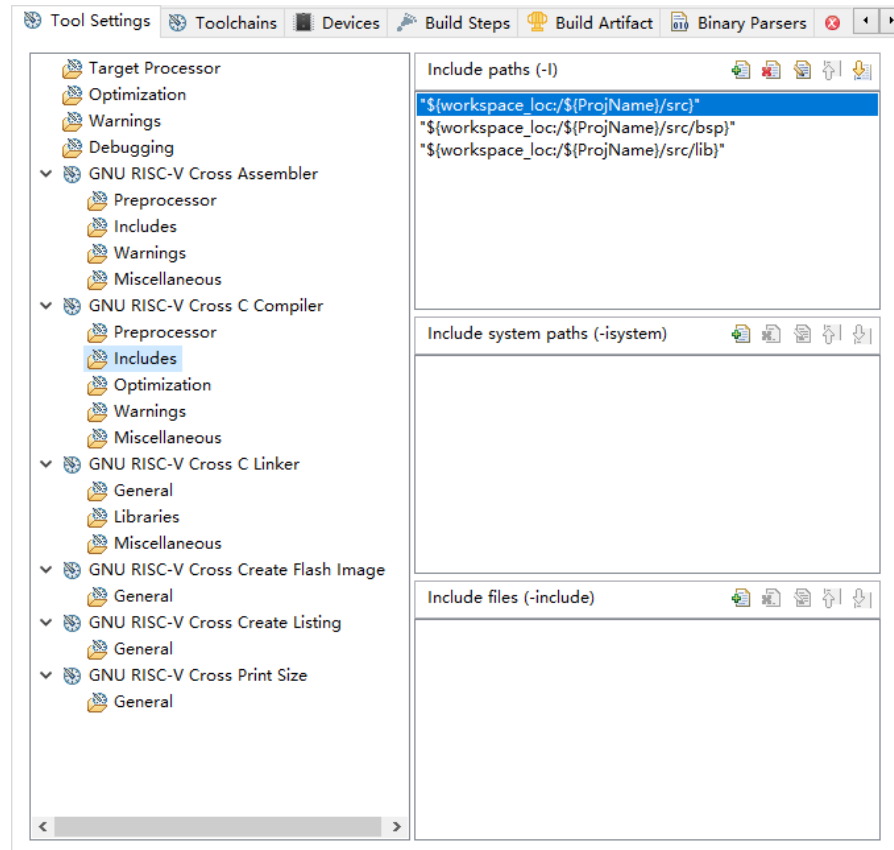 Tool Settings Toolchains Devices Build Steps Build Artifact Binary Parsers
Target Processor
Optimization
Warnings
Debugging
GNU RISC-V Cross Assembler
Preprocessor
Includes
Warnings
Miscellaneous
GNU RISC-V Cross C Compiler
Preprocessor
Includes
Optimization
Warnings
Miscellaneous
GNU RISC-V Cross C Linker
General
Libraries
Miscellaneous
GNU RISC-V Cross Create Flash Image
General
GNU RISC-V Cross Create Listing
General
GNU RISC-V Cross Print Size
General
Include paths (-I)
"${workspace_loc:/${ProjName}/src}"
"${workspace_loc:/${ProjName}/src/bsp}"
"${workspace_loc:/${ProjName}/src/lib}"
Include system paths (-isystem)
Include files (-include)